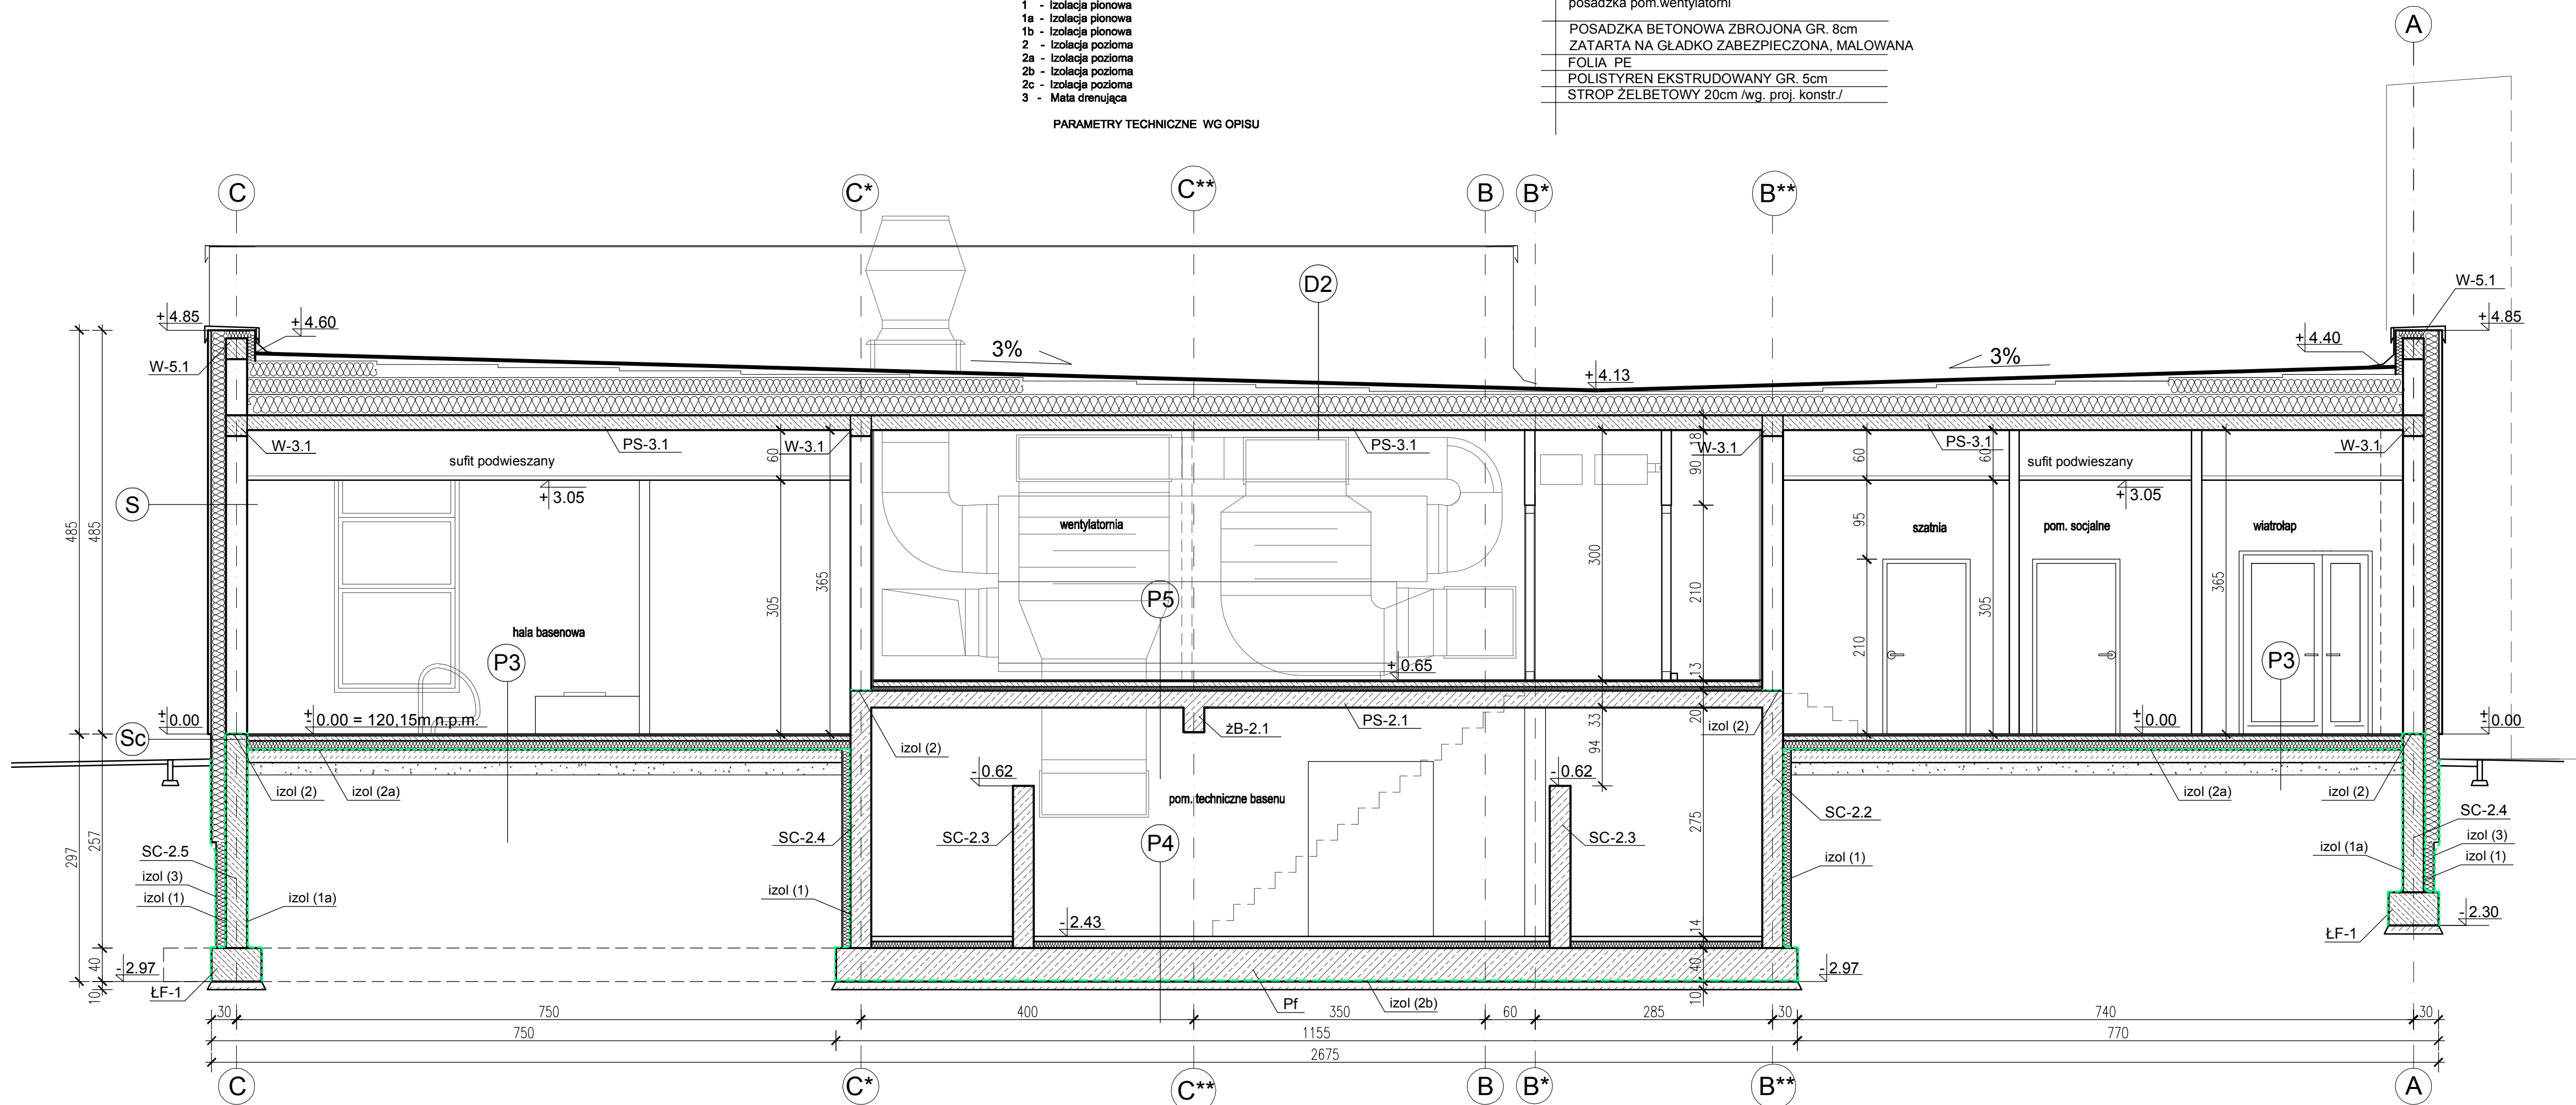 1 - Izolacja pionowa
1a - Izolacja pionowa
1b - Izolacja pionowa
2 - Izolacja pozioma
2a - Izolacja pozioma
2b - Izolacja pozioma
2c - Izolacja pozioma
3 - Mata drenująca
PARAMETRY TECHNICZNE WG OPISU
posadzka pom.wentylatorni
POSADZKA BETONOWA ZBROJONA GR. 8cm
ZATARTA NA GŁADKO ZABEZPIECZONA, MALOWANA
FOLIA PE
POLISTYREN EKSTRUDOWANY GR. 5cm
STROP ŻELBETOWY 20cm /wg. proj. konstr./
A
C
C*
C**
B
B*
B**
D2
W-5.1
+4.85
+4.60
3%
+4.13
3%
+4.40
+4.85
W-5.1
W-3.1
PS-3.1
60
W-3.1
PS-3.1
18
90
W-3.1
PS-3.1
60
60
W-3.1
sufit podwieszany
sufit podwieszany
+3.05
+3.05
S
485
485
305
365
wentylatornia
300
210
95
szatnia
pom. socjalne
wiatrołap
210
305
365
hala basenowa
P3
P5
P3
+0.65
13
±0.00
±0.00 = 120,15m n.p.m.
Sc
izol (2)
żB-2.1
PS-2.1
33
20
izol (2)
±0.00
±0.00
94
izol (2)
izol (2a)
-0.62
-0.62
pom. techniczne basenu
izol (2a)
izol (2)
297
257
SC-2.5
izol (3)
izol (1)
izol (1a)
SC-2.4
izol (1)
SC-2.3
P4
SC-2.3
275
SC-2.2
izol (1)
SC-2.4
izol (3)
izol (1a)
izol (1)
-2.43
14
-2.30
ŁF-1
40
-2.97
10
ŁF-1
Pf
izol (2b)
40
10
-2.97
30
750
400
350
60
285
30
740
30
750
1155
770
2675
C
C*
C**
B
B*
B**
A